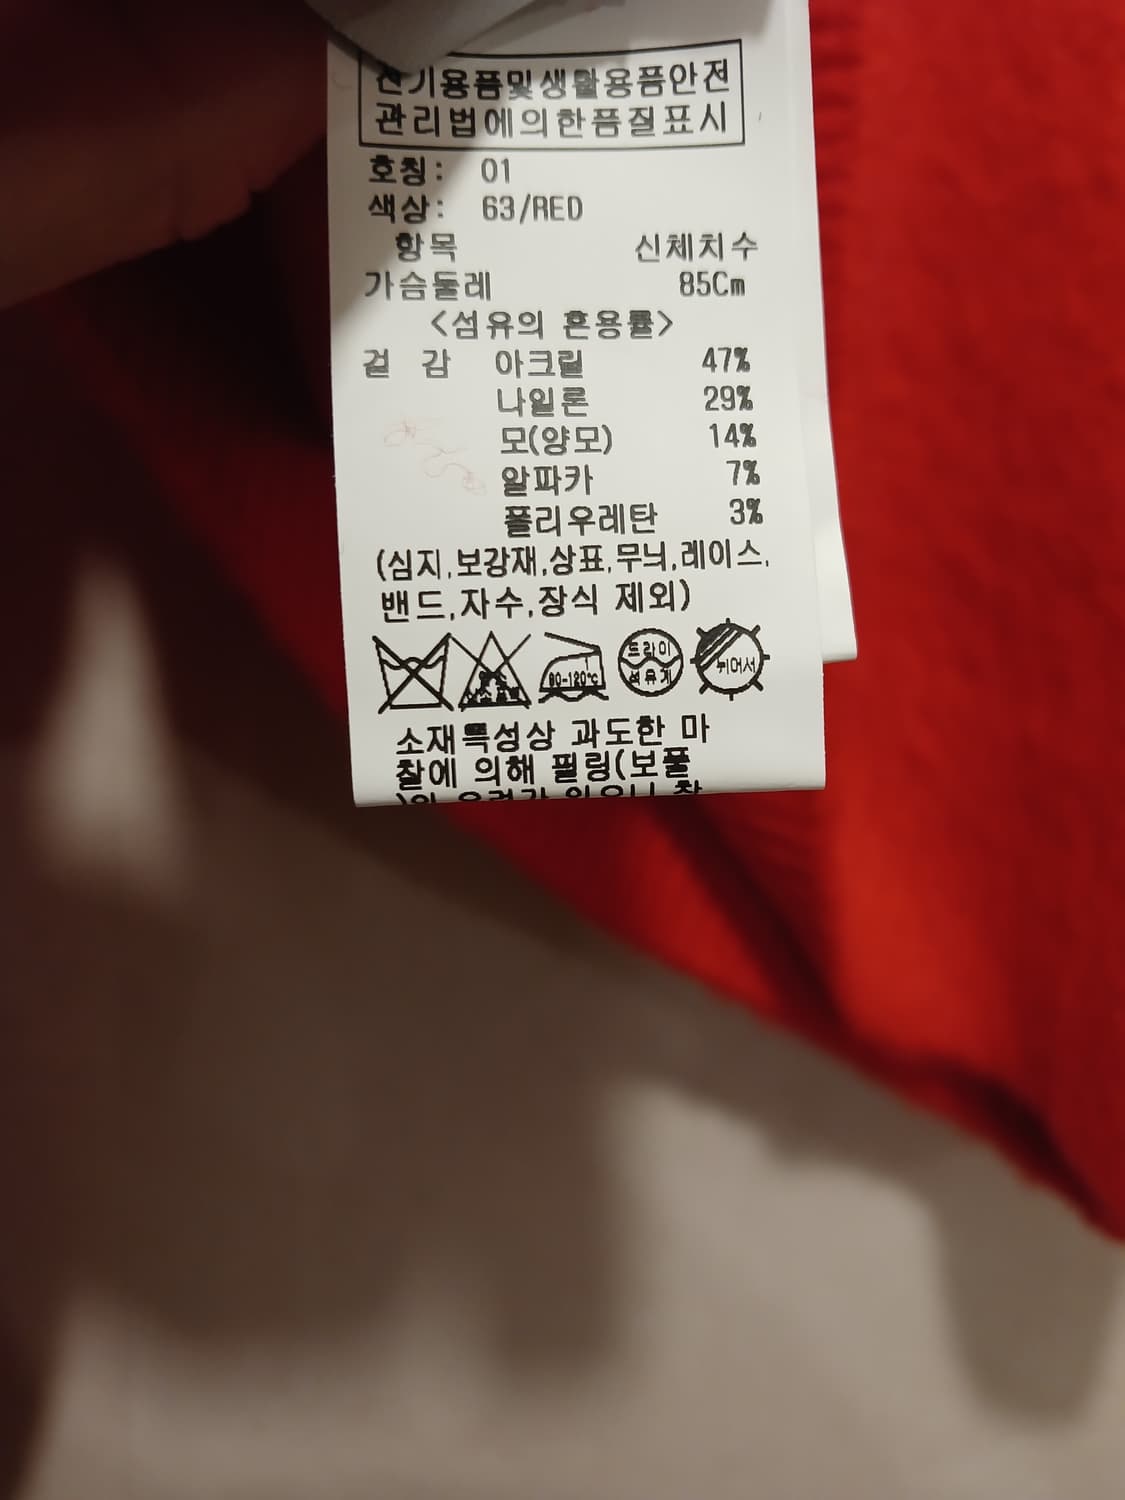 전기용품및생활용품안전
관리법에의한품질표시
호칭: 01
색상: 63/RED
항목 신체치수
가슴둘레 85Cm
<섬유의 혼용률>
겉 감 아크릴 47%
나일론 29%
모(양모) 14%
알파카 7%
폴리우레탄 3%
(심지,보강재,상표,무늬,레이스,
밴드,자수,장식 제외)
80-120℃
드라이
석유계
뉘어서
소재특성상 과도한 마
찰에 의해 필링(보풀